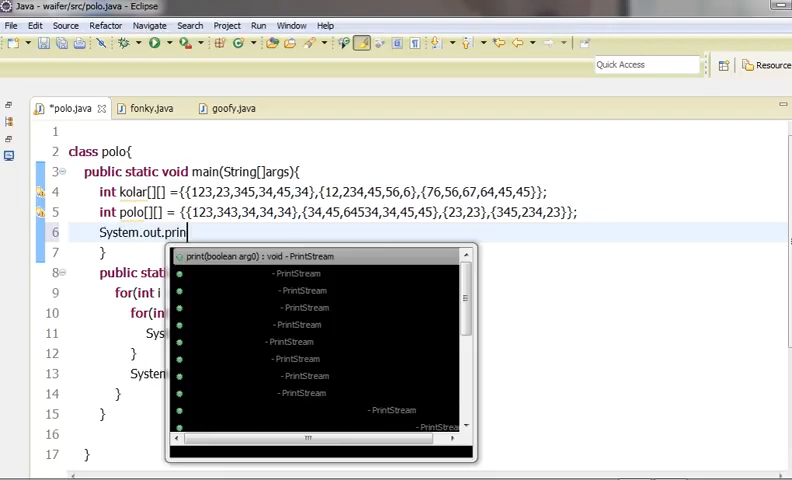 Java - waifer/src/polo.java - Eclipse
File Edit Source Refactor Navigate Search Project Run Window Help
Quick Access
Resource
*polo.java fonky.java goofy.java
1
2 class polo{
3 public static void main(String[]args){
4 int kolar[][] ={{123,23,345,34,45,34},{12,234,45,56,6},{76,56,67,64,45,45}};
5 int polo[][] = {{123,343,34,34,34},{34,45,64534,34,45,45},{23,23},{345,234,23}};
6 System.out.prin
print(boolean arg0) : void - PrintStream
7 }
8 public stati
- PrintStream
9 for(int i
- PrintStream
10 for(in
- PrintStream
11 Sys
- PrintStream
- PrintStream
12 }
- PrintStream
13 System
- PrintStream
14 }
- PrintStream
15 }
- PrintStream
16
- PrintStream
17 }